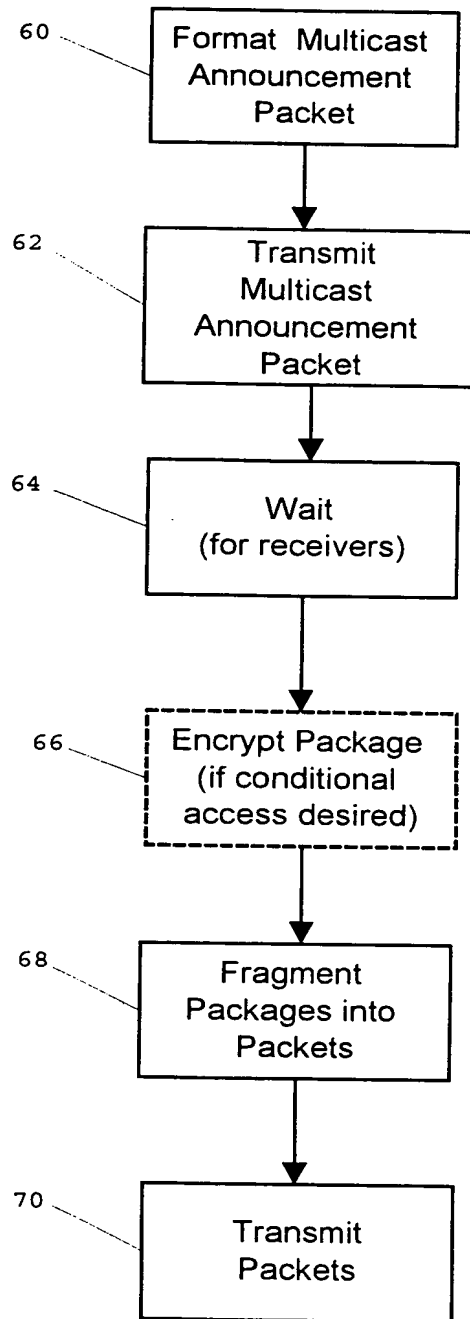 60
Format Multicast
Announcement
Packet
62
Transmit
Multicast
Announcement
Packet
64
Wait
(for receivers)
66
Encrypt Package
(if conditional
access desired)
68
Fragment
Packages into
Packets
70
Transmit
Packets